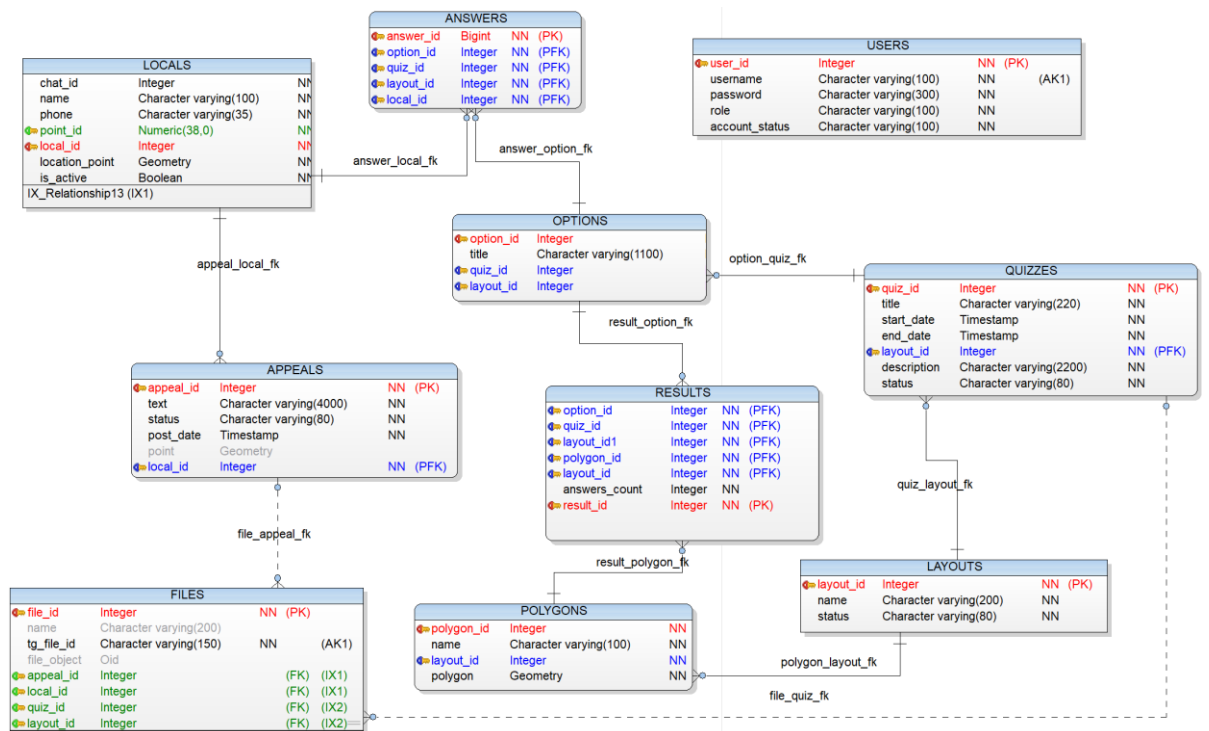 ANSWERS
answer_id Bigint NN (PK)
option_id Integer NN (PFK)
quiz_id Integer NN (PFK)
layout_id Integer NN (PFK)
local_id Integer NN (PFK)
USERS
user_id Integer NN (PK)
username Character varying(100) NN (AK1)
password Character varying(300) NN
role Character varying(100) NN
account_status Character varying(100) NN
LOCALS
chat_id Integer NN
name Character varying(100) NN
phone Character varying(35) NN
point_id Numeric(38,0) NN
local_id Integer NN
location_point Geometry NN
is_active Boolean NN
IX_Relationship13 (IX1)
answer_local_fk
answer_option_fk
OPTIONS
option_id Integer
title Character varying(1100)
quiz_id Integer
layout_id Integer
option_quiz_fk
appeal_local_fk
QUIZZES
quiz_id Integer NN (PK)
title Character varying(220) NN
start_date Timestamp NN
end_date Timestamp NN
layout_id Integer NN (PFK)
description Character varying(2200) NN
status Character varying(80) NN
result_option_fk
APPEALS
appeal_id Integer NN (PK)
text Character varying(4000) NN
status Character varying(80) NN
post_date Timestamp NN
point Geometry
local_id Integer NN (PFK)
RESULTS
option_id Integer NN (PFK)
quiz_id Integer NN (PFK)
layout_id1 Integer NN (PFK)
polygon_id Integer NN (PFK)
layout_id Integer NN (PFK)
answers_count Integer NN
result_id Integer NN (PK)
quiz_layout_fk
file_appeal_fk
result_polygon_fk
LAYOUTS
layout_id Integer NN (PK)
name Character varying(200) NN
status Character varying(80) NN
FILES
file_id Integer NN (PK)
name Character varying(200)
tg_file_id Character varying(150) NN (AK1)
file_object Oid
appeal_id Integer (FK) (IX1)
local_id Integer (FK) (IX1)
quiz_id Integer (FK) (IX2)
layout_id Integer (FK) (IX2)
POLYGONS
polygon_id Integer NN
name Character varying(100) NN
layout_id Integer NN
polygon Geometry NN
polygon_layout_fk
file_quiz_fk